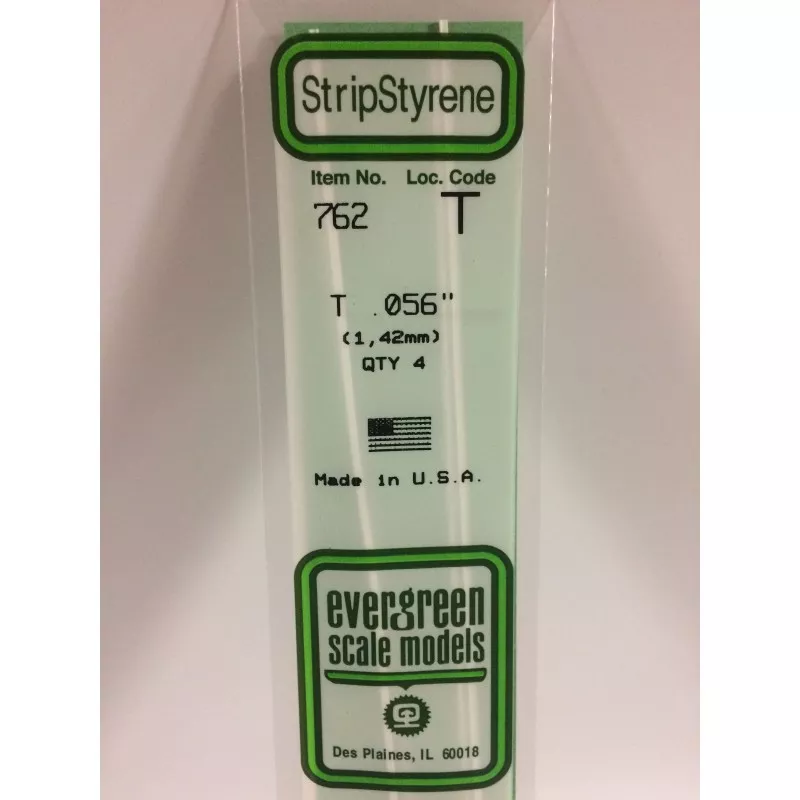 StripStyrene
Item No. Loc. Code
762 T
T .056"
(1,42mm)
QTY 4
Made in U.S.A.
evergreen
scale models
Des Plaines, IL 60018